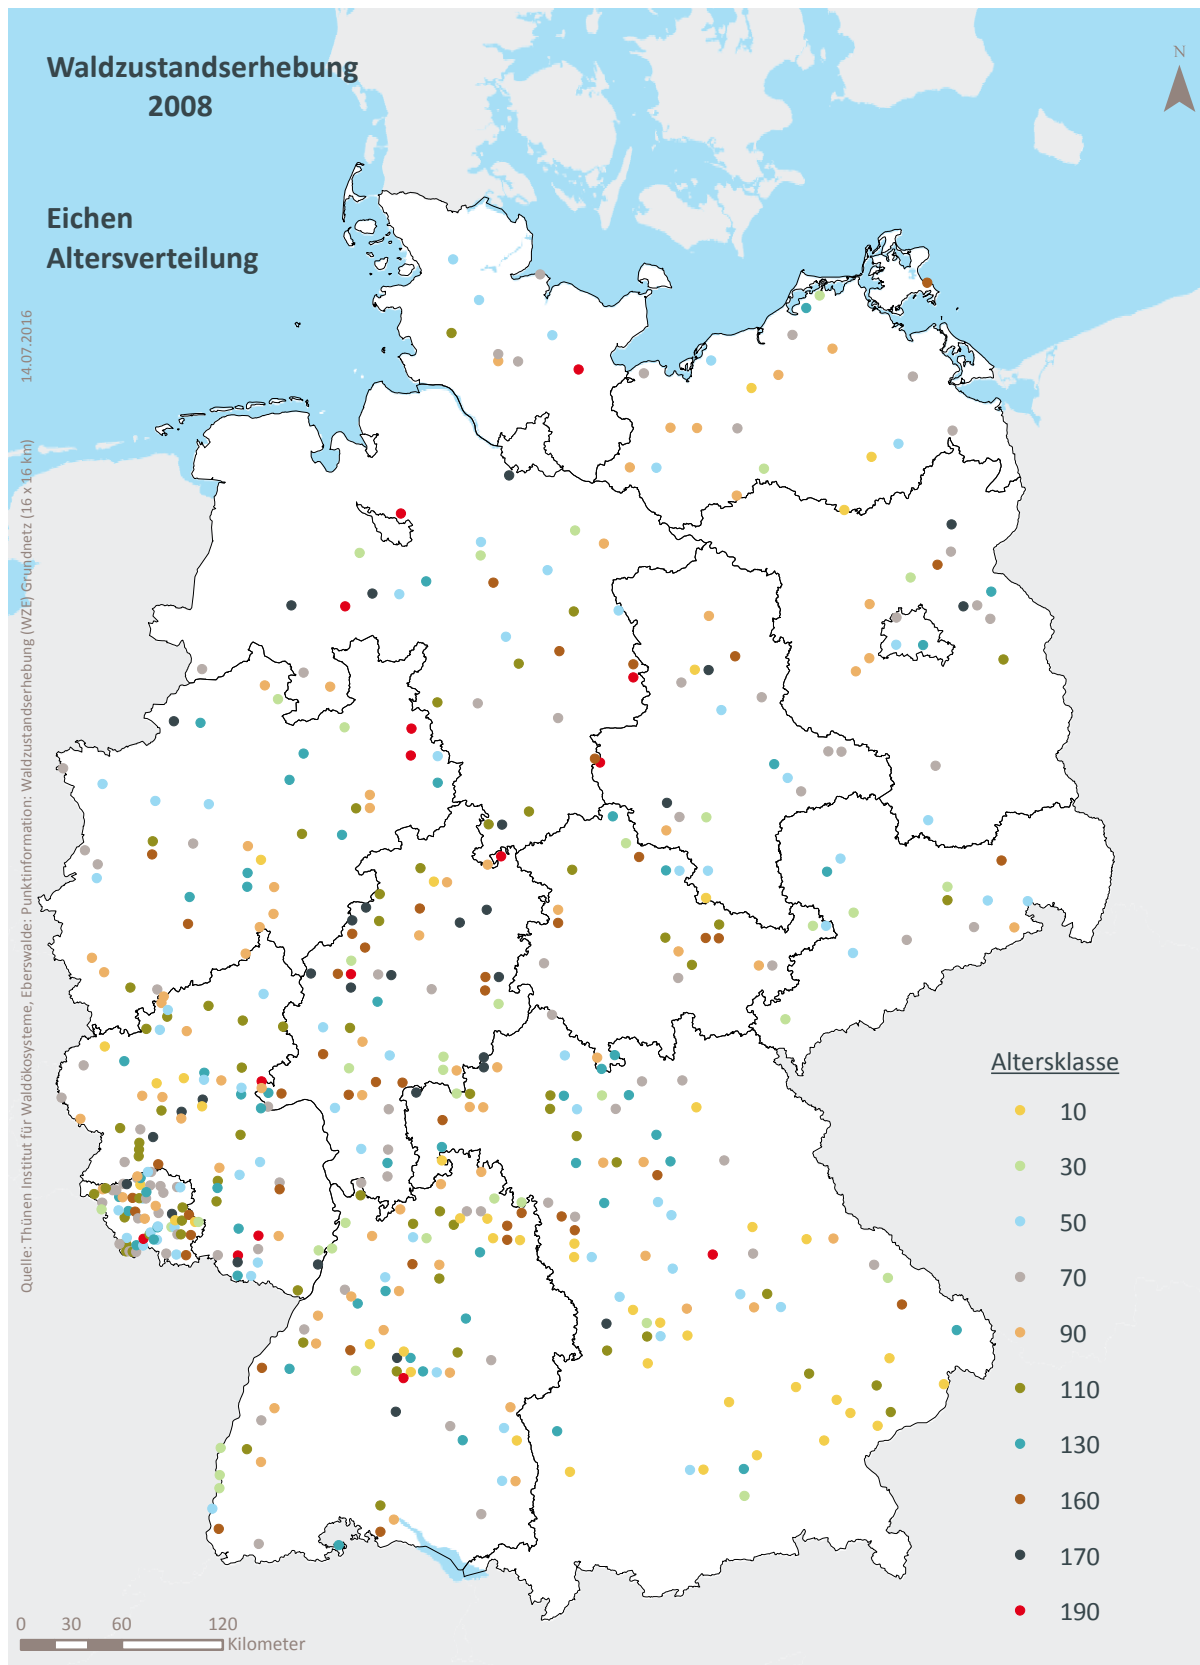 Waldzustandserhebung
2008
N
Eichen
Altersverteilung
Quelle: Thünen Institut für Waldökosysteme, Eberswalde: Punktinformation: Waldzustandserhebung (WZE) Grundnetz (16 x 16 km) 14.07.2016
Altersklasse
10
30
50
70
90
110
130
160
170
190
0 30 60 120
Kilometer